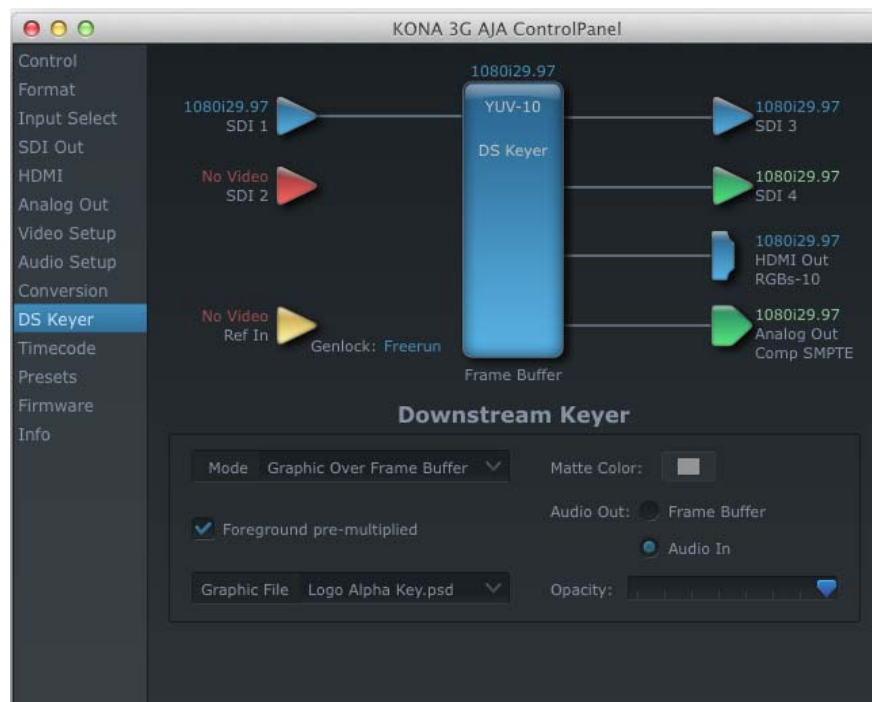 KONA 3G AJA ControlPanel
Control
Format
Input Select
SDI Out
HDMI
Analog Out
Video Setup
Audio Setup
Conversion
DS Keyer
Timecode
Presets
Firmware
Info
1080i29.97
YUV-10
DS Keyer
Frame Buffer
1080i29.97
SDI 1
No Video
SDI 2
No Video
Ref In
Genlock: Freerun
1080i29.97
SDI 3
1080i29.97
SDI 4
1080i29.97
HDMI Out
RGBs-10
1080i29.97
Analog Out
Comp SMPTE
Downstream Keyer
Mode Graphic Over Frame Buffer
Foreground pre-multiplied
Graphic File Logo Alpha Key.psd
Matte Color:
Audio Out: Frame Buffer
Audio In
Opacity: